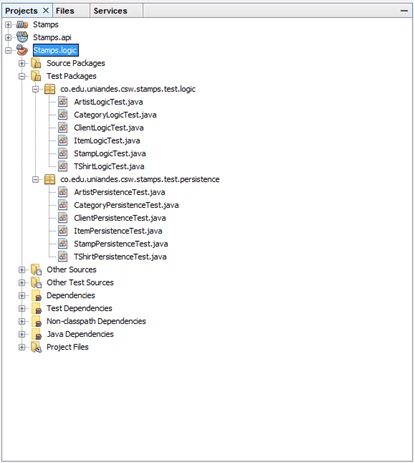 Projects Files Services
Stamps
Stamps.api
Stamps.logic
Source Packages
Test Packages
co.edu.uniandes.csw.stamps.test.logic
ArtistLogicTest.java
CategoryLogicTest.java
ClientLogicTest.java
ItemLogicTest.java
StampLogicTest.java
TShirtLogicTest.java
co.edu.uniandes.csw.stamps.test.persistence
ArtistPersistenceTest.java
CategoryPersistenceTest.java
ClientPersistenceTest.java
ItemPersistenceTest.java
StampPersistenceTest.java
TShirtPersistenceTest.java
Other Sources
Other Test Sources
Dependencies
Test Dependencies
Non-classpath Dependencies
Java Dependencies
Project Files